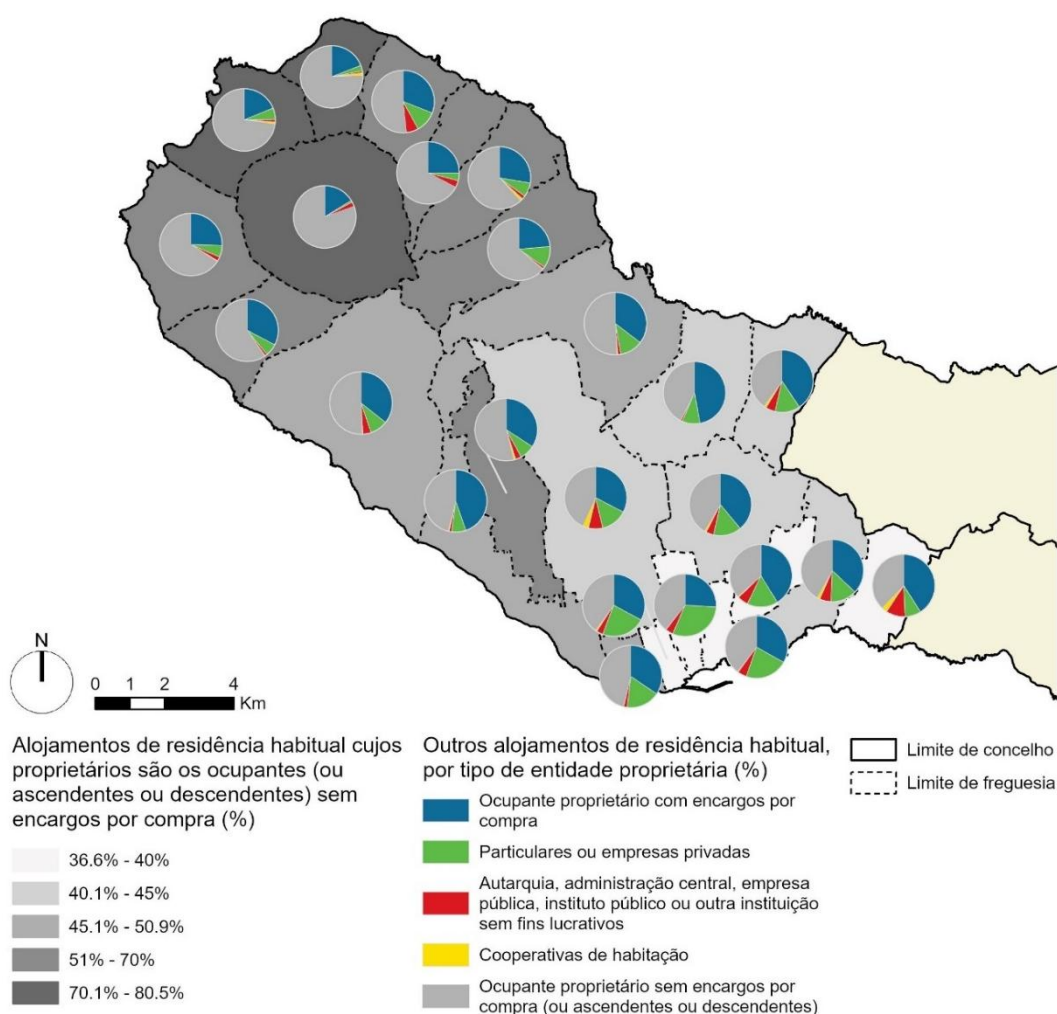 N
0 1 2 4
Km
Alojamentos de residência habitual cujos
proprietários são os ocupantes (ou
ascendentes ou descendentes) sem
encargos por compra (%)
36.6% - 40%
40.1% - 45%
45.1% - 50.9%
51% - 70%
70.1% - 80.5%
Outros alojamentos de residência habitual,
por tipo de entidade proprietária (%)
Ocupante proprietário com encargos por
compra
Particulares ou empresas privadas
Autarquia, administração central, empresa
pública, instituto público ou outra instituição
sem fins lucrativos
Cooperativas de habitação
Ocupante proprietário sem encargos por
compra (ou ascendentes ou descendentes)
Limite de concelho
Limite de freguesia